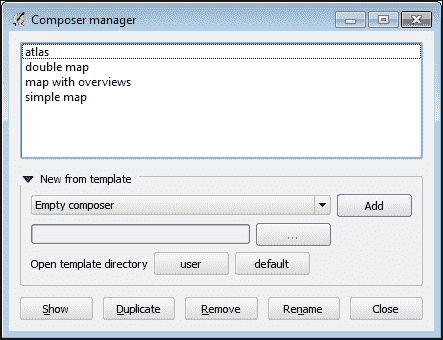 Composer manager
atlas
double map
map with overviews
simple map
New from template
Empty composer
Add
...
Open template directory user default
Show Duplicate Remove Rename Close